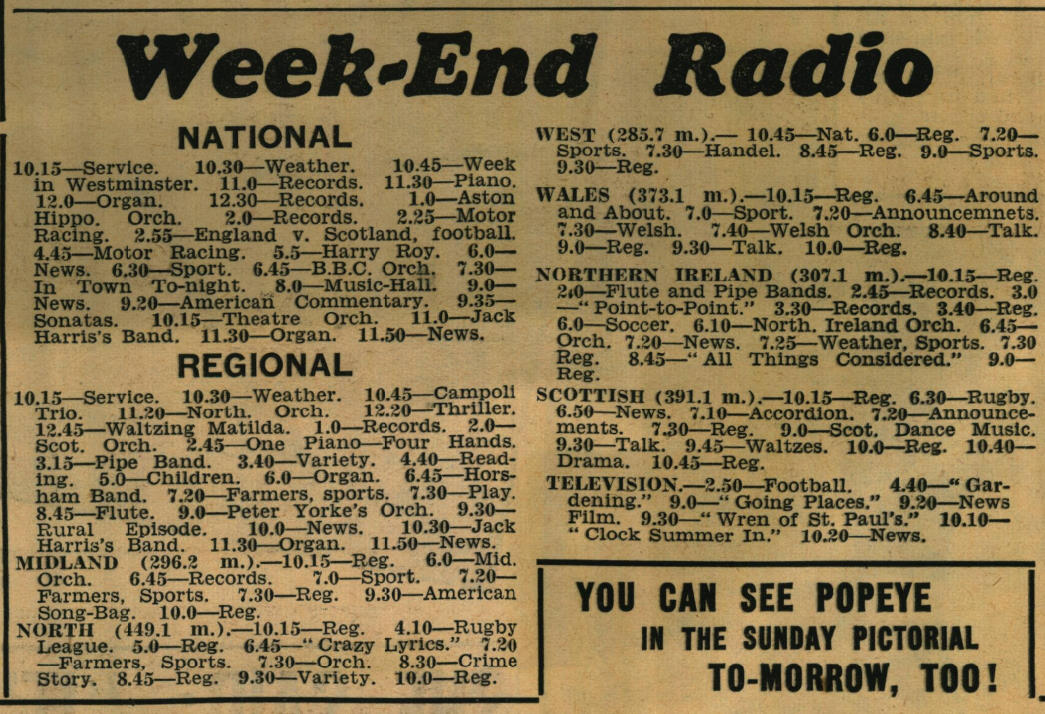 Week-End Radio
NATIONAL
10.15—Service. 10.30—Weather. 10.45—Week
in Westminster. 11.0—Records. 11.30—Piano.
12.0—Organ. 12.30—Records. 1.0—Aston
Hippo. Orch. 2.0—Records. 2.25—Motor
Racing. 2.55—England v. Scotland, football.
4.45—Motor Racing. 5.5—Harry Roy. 6.0—
News. 6.30—Sport. 6.45—B.B.C. Orch. 7.30—
In Town To-night. 8.0—Music-Hall. 9.0—
News. 9.20—American Commentary. 9.35—
Sonatas. 10.15—Theatre Orch. 11.0—Jack
Harris's Band. 11.30—Organ. 11.50—News.
REGIONAL
10.15—Service. 10.30—Weather. 10.45—Campoli
Trio. 11.20—North. Orch. 12.20—Thriller.
12.45—Waltzing Matilda. 1.0—Records. 2.0—
Scot. Orch. 2.45—One Piano—Four Hands.
3.15—Pipe Band. 3.40—Variety. 4.40—Read-
ing. 5.0—Children. 6.0—Organ. 6.45—Hors-
ham Band. 7.20—Farmers, sports. 7.30—Play.
8.45—Flute. 9.0—Peter Yorke's Orch. 9.30—
Rural Episode. 10.0—News. 10.30—Jack
Harris's Band. 11.30—Organ. 11.50—News.
MIDLAND (296.2 m.).—10.15—Reg. 6.0—Mid.
Orch. 6.45—Records. 7.0—Sport. 7.20—
Farmers, Sports. 7.30—Reg. 9.30—American
Song-Bag. 10.0—Reg.
NORTH (449.1 m.).—10.15—Reg. 4.10—Rugby
League. 5.0—Reg. 6.45—"Crazy Lyrics." 7.20
—Farmers, Sports. 7.30—Orch. 8.30—Crime
Story. 8.45—Reg. 9.30—Variety. 10.0—Reg.
WEST (285.7 m.).— 10.45—Nat. 6.0—Reg. 7.20—
Sports. 7.30—Handel. 8.45—Reg. 9.0—Sports.
9.30—Reg.
WALES (373.1 m.).—10.15—Reg. 6.45—Around
and About. 7.0—Sport. 7.20—Announcemnets.
7.30—Welsh. 7.40—Welsh Orch. 8.40—Talk.
9.0—Reg. 9.30—Talk. 10.0—Reg.
NORTHERN IRELAND (307.1 m.).—10.15—Reg.
2.0—Flute and Pipe Bands. 2.45—Records. 3.0
—"Point-to-Point." 3.30—Records. 3.40—Reg.
6.0—Soccer. 6.10—North. Ireland Orch. 6.45—
Orch. 7.20—News. 7.25—Weather, Sports. 7.30
Reg. 8.45—"All Things Considered." 9.0—
Reg.
SCOTTISH (391.1 m.).—10.15—Reg. 6.30—Rugby.
6.50—News. 7.10—Accordion. 7.20—Announce-
ments. 7.30—Reg. 9.0—Scot. Dance Music.
9.30—Talk. 9.45—Waltzes. 10.0—Reg. 10.40—
Drama. 10.45—Reg.
TELEVISION.—2.50—Football. 4.40—"Gar-
dening." 9.0—"Going Places." 9.20—News
Film. 9.30—"Wren of St. Paul's." 10.10—
"Clock Summer In." 10.20—News.
YOU CAN SEE POPEYE
IN THE SUNDAY PICTORIAL
TO-MORROW, TOO!